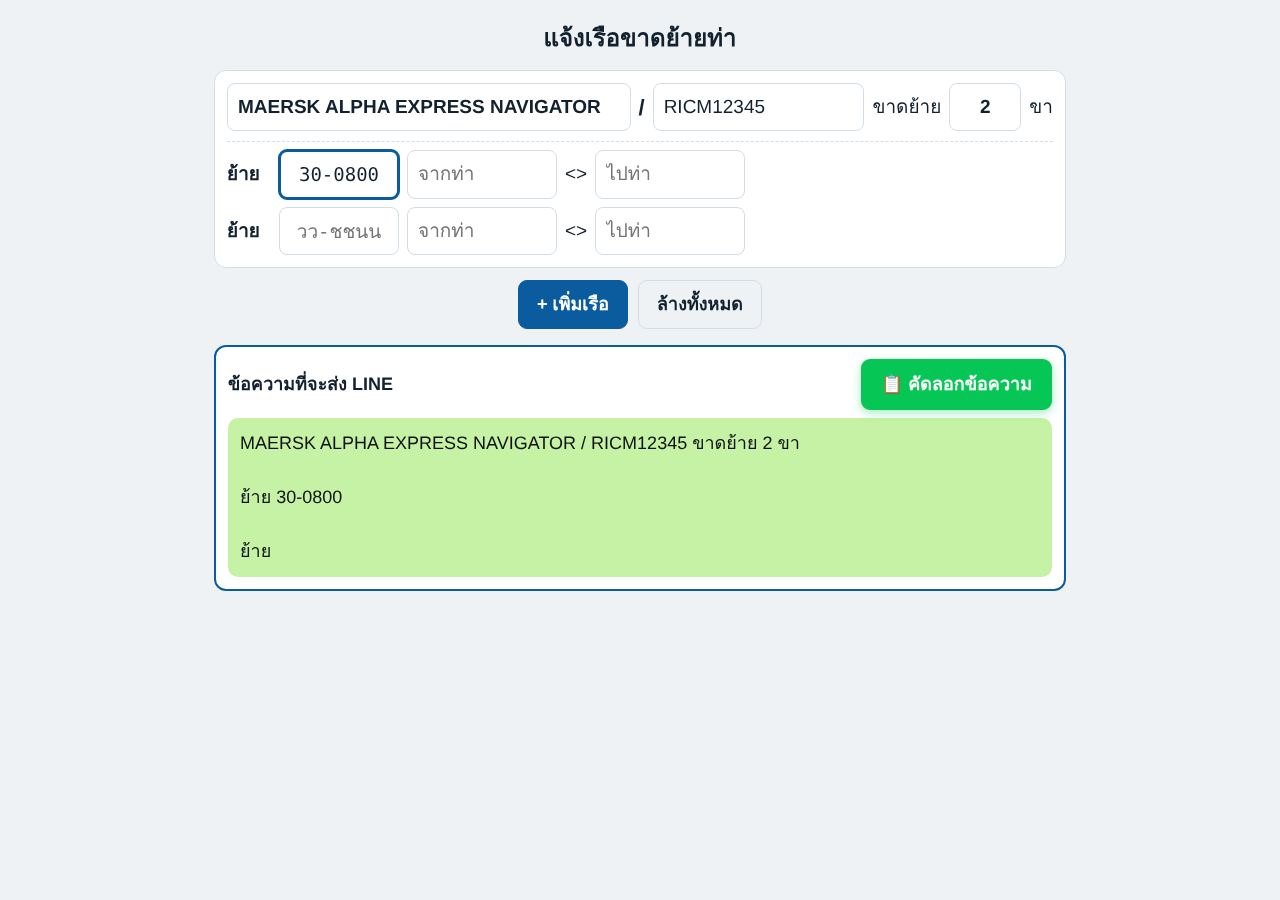 แจ้งเรือขาดย้ายท่า
MAERSK ALPHA EXPRESS NAVIGATOR / RICM12345 ขาดย้าย 2 ขา
ย้าย 30-0800 จากท่า <> ไปท่า
ย้าย วว-ชชนน จากท่า <> ไปท่า
+ เพิ่มเรือ ล้างทั้งหมด
ข้อความที่จะส่ง LINE 📋 คัดลอกข้อความ
MAERSK ALPHA EXPRESS NAVIGATOR / RICM12345 ขาดย้าย 2 ขา
ย้าย 30-0800
ย้าย